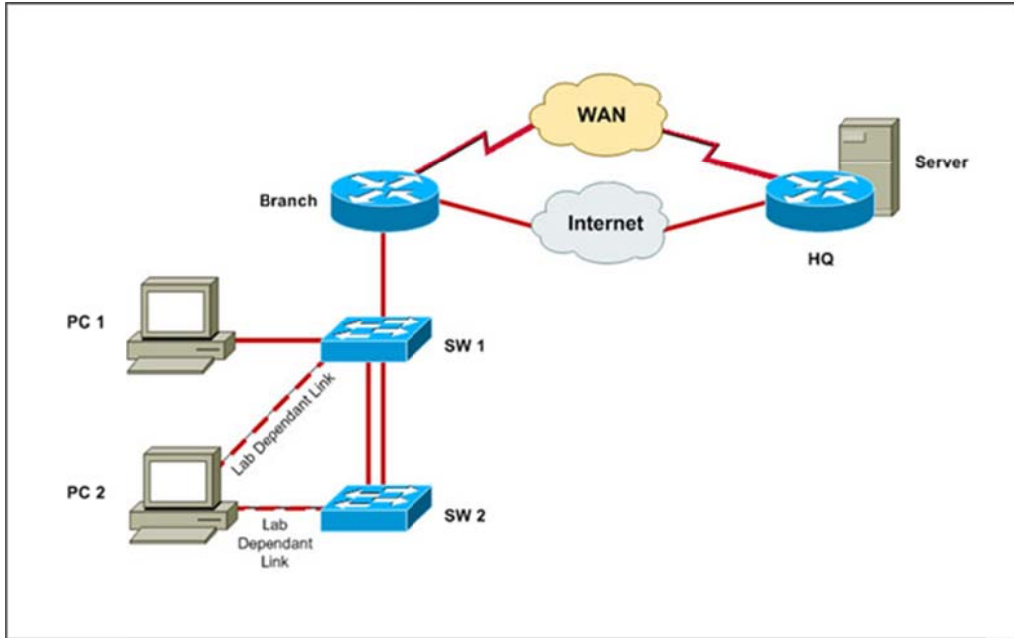 WAN
Server
Branch
Internet
HQ
PC 1
SW 1
Lab Dependant Link
PC 2
SW 2
Lab
Dependant
Link